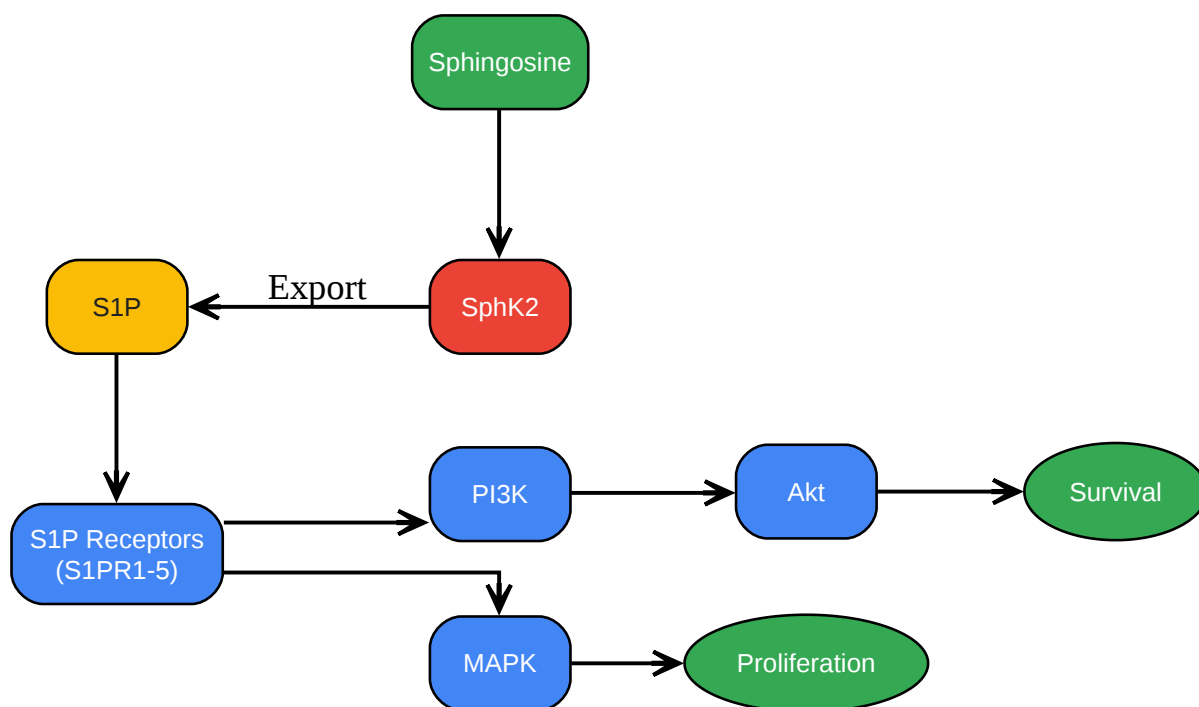 Sphingosine
S1P
Export
SphK2
PI3K
Akt
Survival
S1P Receptors
(S1PR1-5)
MAPK
Proliferation